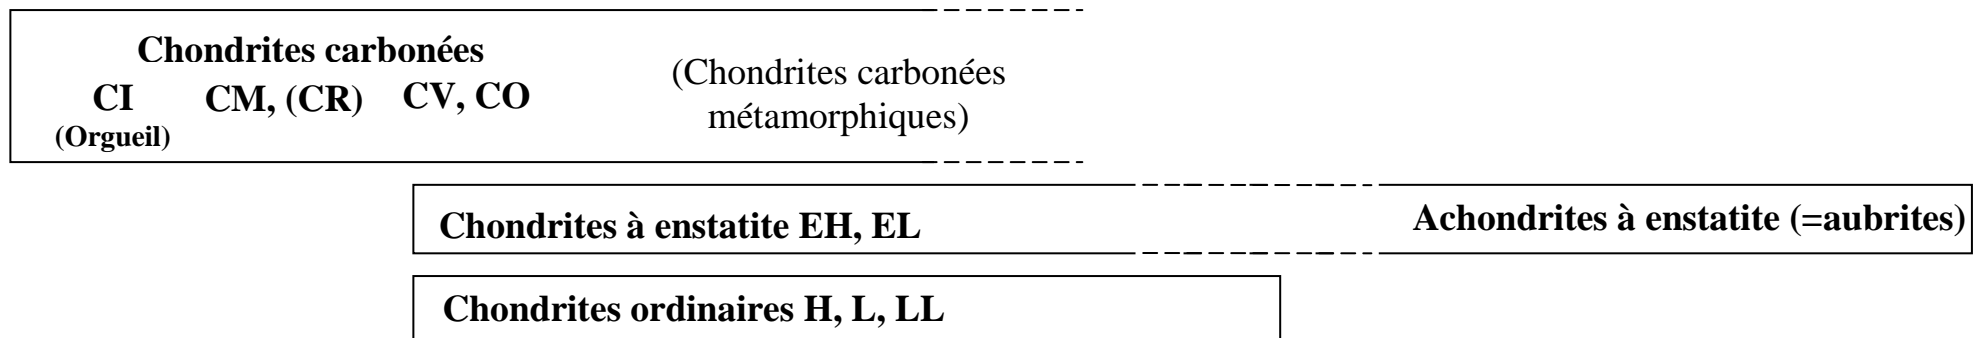 Chondrites carbonées
CI CM, (CR) CV, CO
(Orgueil)
(Chondrites carbonées
métamorphiques)
Chondrites à enstatite EH, EL
Achondrites à enstatite (=aubrites)
Chondrites ordinaires H, L, LL